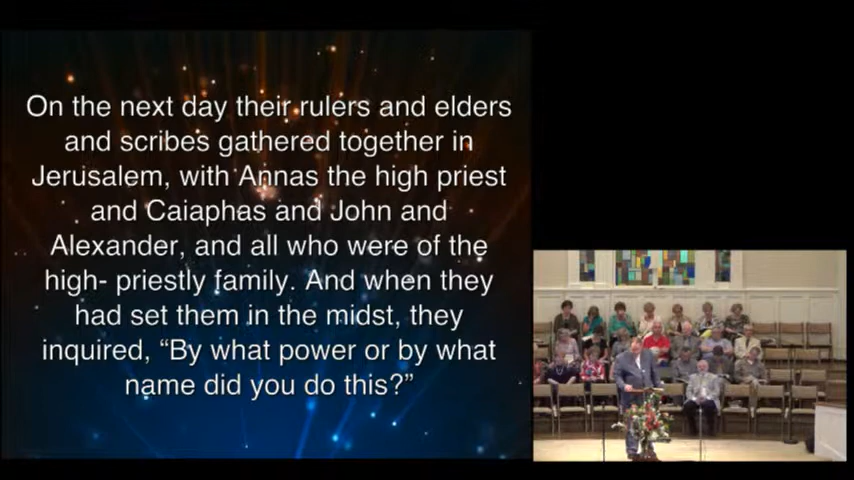 On the next day their rulers and elders
and scribes gathered together in
Jerusalem, with Annas the high priest
and Caiaphas and John and
Alexander, and all who were of the
high- priestly family. And when they
had set them in the midst, they
inquired, “By what power or by what
name did you do this?”